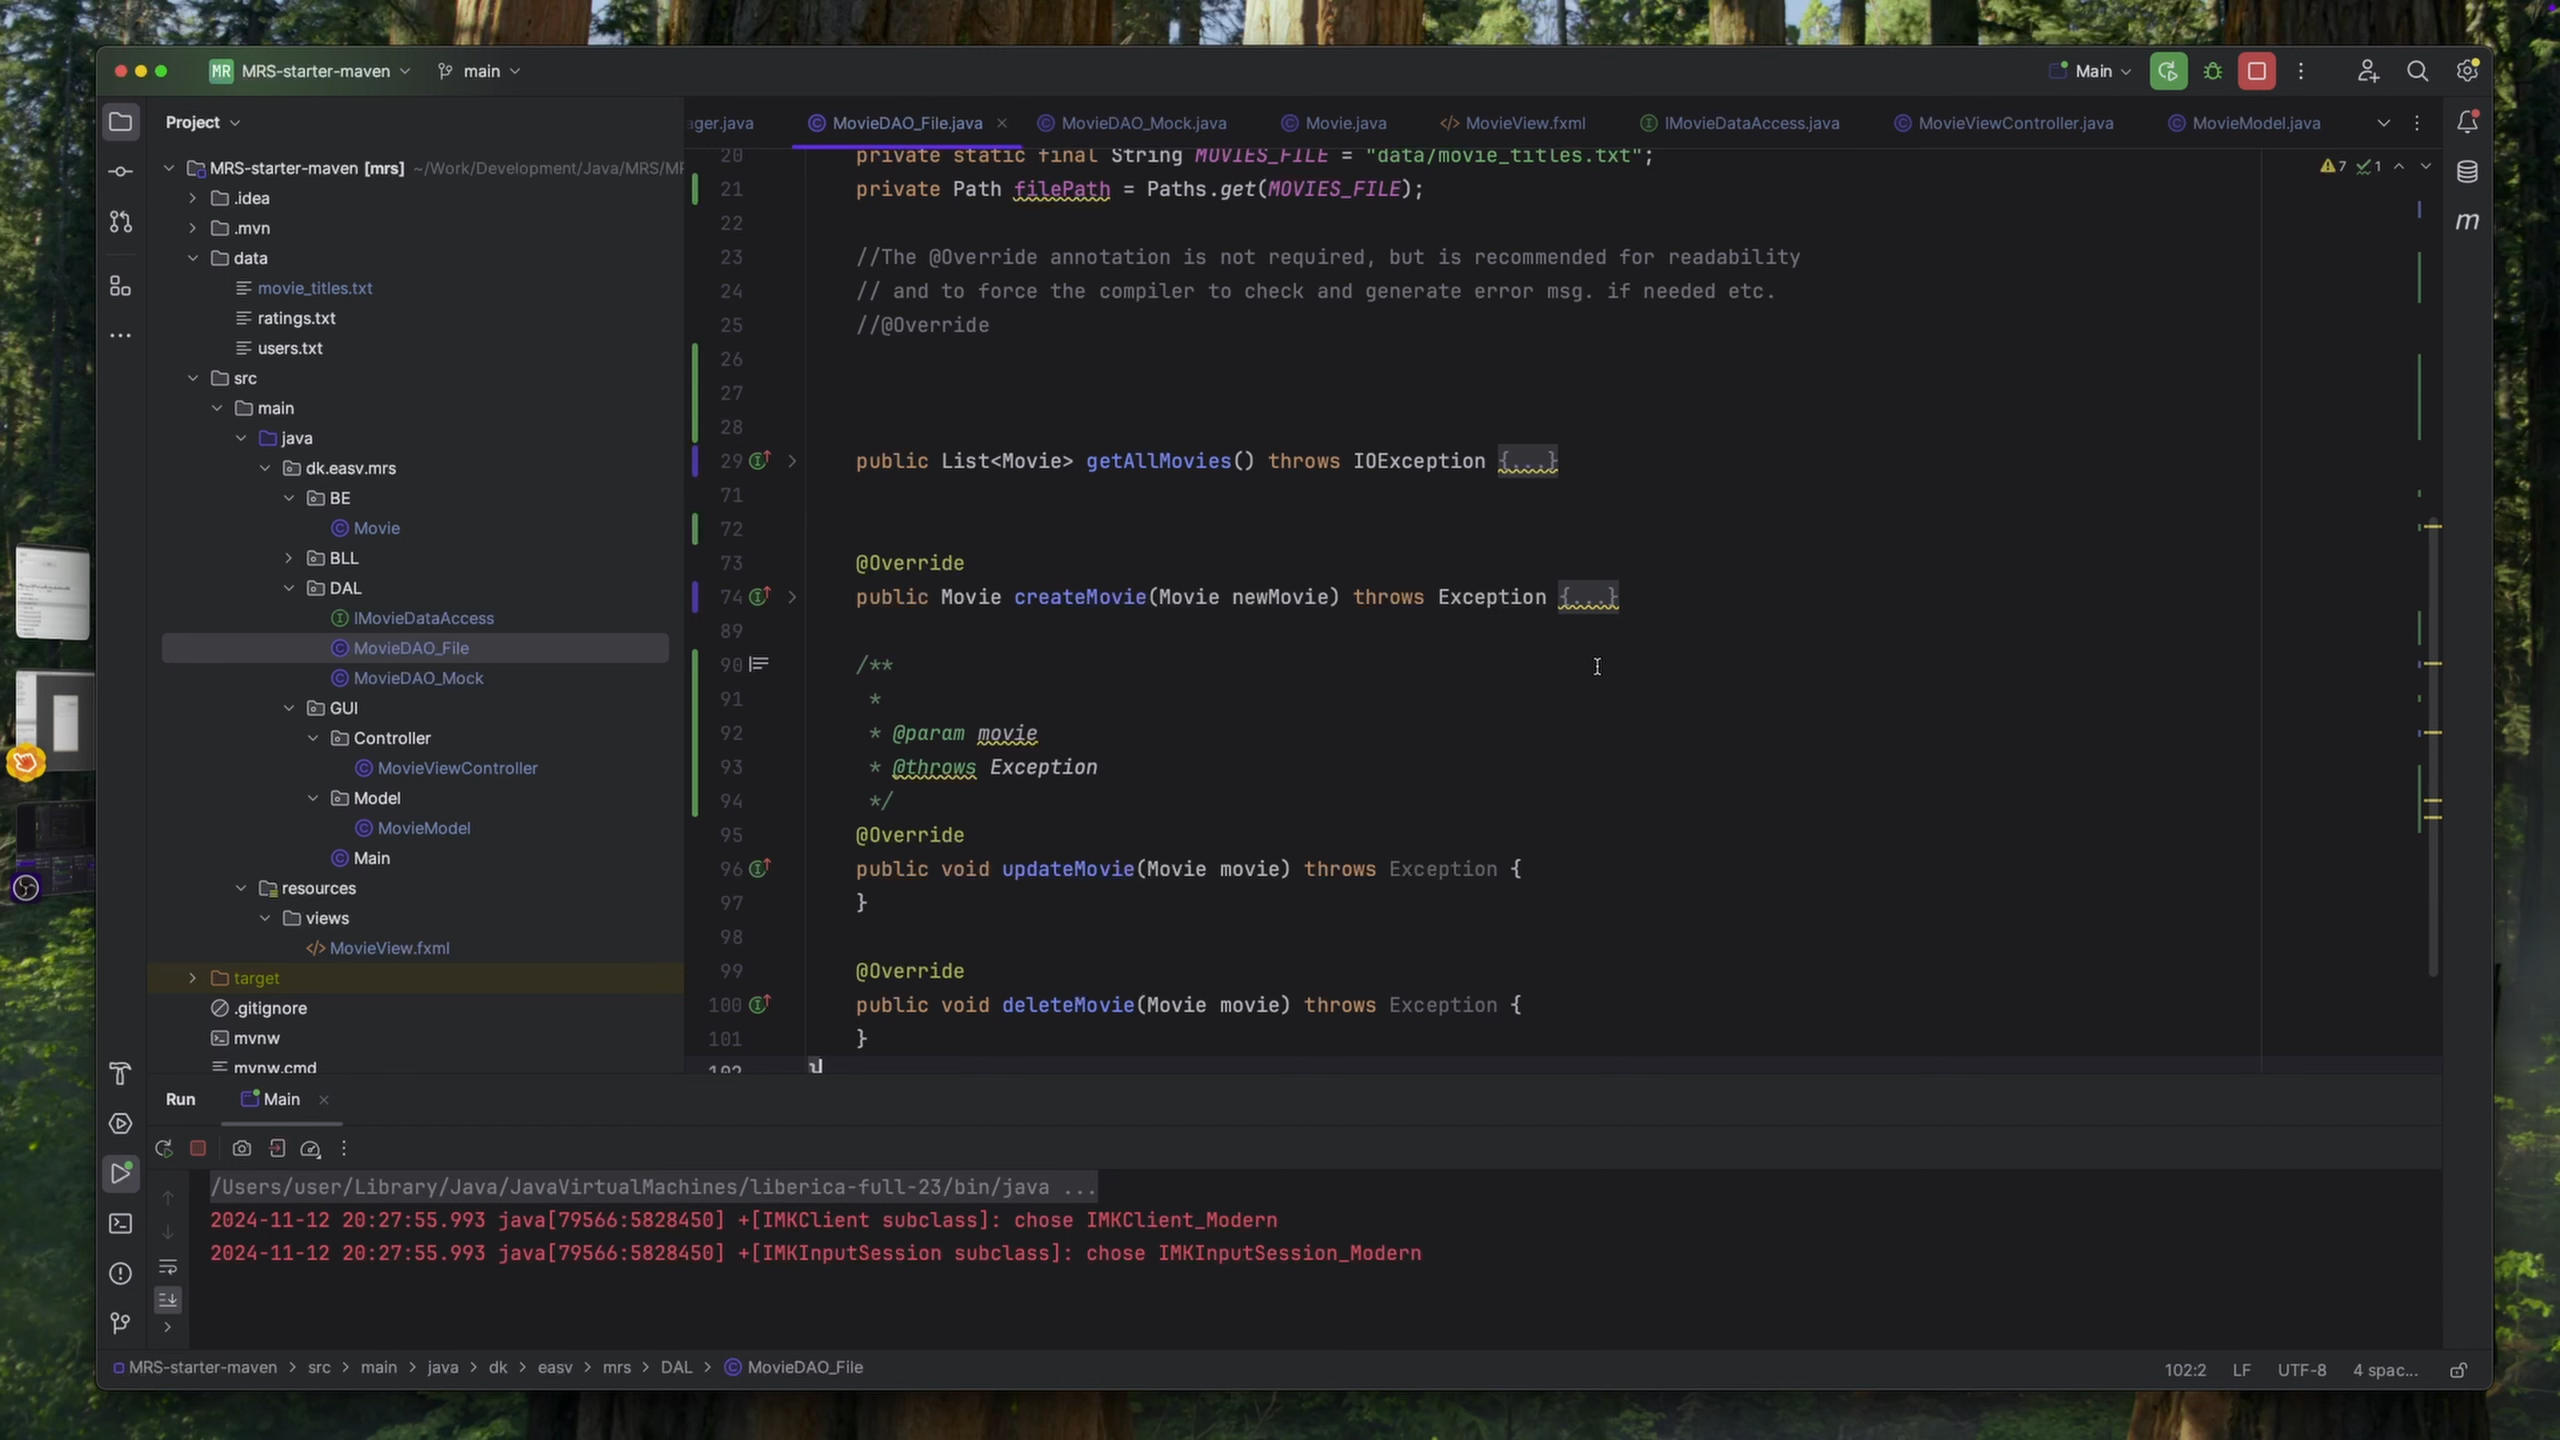 MR MRS-starter-maven main Main
Project
ager.java MovieDAO_File.java MovieDAO_Mock.java Movie.java MovieView.fxml IMovieDataAccess.java MovieViewController.java MovieModel.java
MRS-starter-maven [mrs] ~/Work/Development/Java/MRS/MR
.idea
.mvn
data
movie_titles.txt
ratings.txt
users.txt
src
main
java
dk.easv.mrs
BE
Movie
BLL
DAL
IMovieDataAccess
MovieDAO_File
MovieDAO_Mock
GUI
Controller
MovieViewController
Model
MovieModel
Main
resources
views
MovieView.fxml
target
.gitignore
mvnw
mvnw.cmd
7 1
20 private static final String MOVIES_FILE = "data/movie_titles.txt";
21 private Path filePath = Paths.get(MOVIES_FILE);
22
23 //The @Override annotation is not required, but is recommended for readability
24 // and to force the compiler to check and generate error msg. if needed etc.
25 //@Override
26
27
28
29 public List<Movie> getAllMovies() throws IOException {...}
71
72
73 @Override
74 public Movie createMovie(Movie newMovie) throws Exception {...}
89
90 /**
91 *
92 * @param movie
93 * @throws Exception
94 */
95 @Override
96 public void updateMovie(Movie movie) throws Exception {
97 }
98
99 @Override
100 public void deleteMovie(Movie movie) throws Exception {
101 }
102 }
Run Main
/Users/user/Library/Java/JavaVirtualMachines/liberica-full-23/bin/java ...
2024-11-12 20:27:55.993 java[79566:5828450] +[IMKClient subclass]: chose IMKClient_Modern
2024-11-12 20:27:55.993 java[79566:5828450] +[IMKInputSession subclass]: chose IMKInputSession_Modern
MRS-starter-maven > src > main > java > dk > easv > mrs > DAL > MovieDAO_File
102:2 LF UTF-8 4 spac...